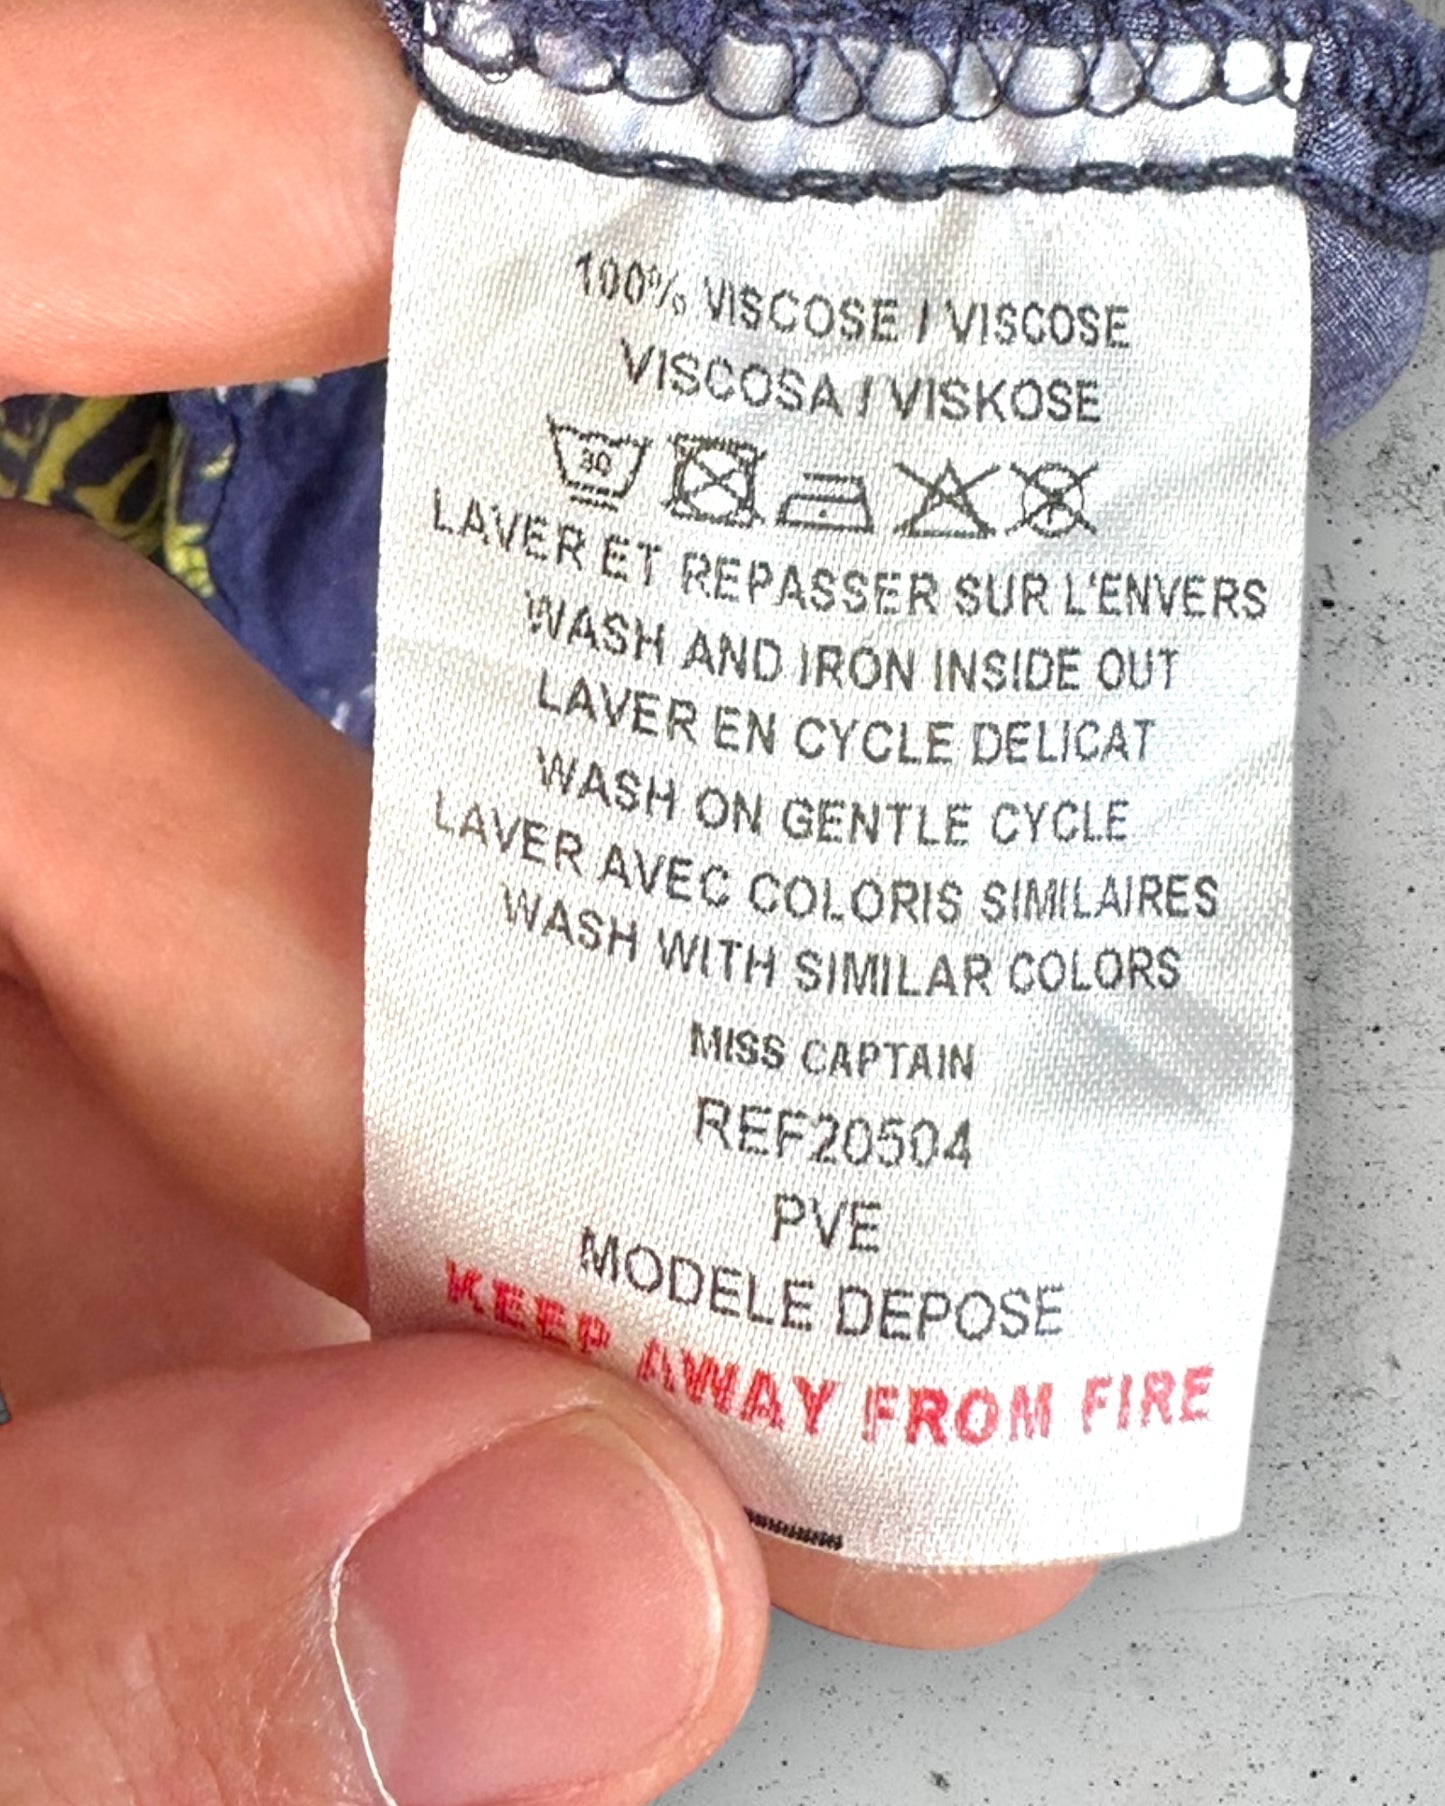 100% VISCOSE / VISCOSE
VISCOSA / VISKOSE
30
LAVER ET REPASSER SUR L'ENVERS
WASH AND IRON INSIDE OUT
LAVER EN CYCLE DELICAT
WASH ON GENTLE CYCLE
LAVER AVEC COLORIS SIMILAIRES
WASH WITH SIMILAR COLORS
MISS CAPTAIN
REF20504
PVE
MODELE DEPOSE
KEEP AWAY FROM FIRE